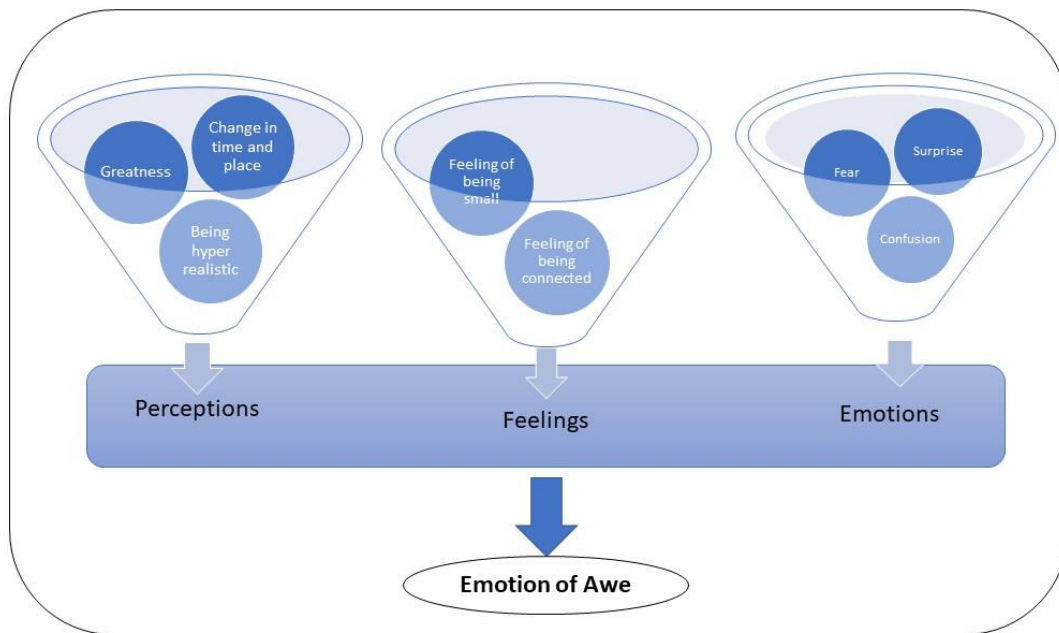 Greatness
Change in
time and
place
Being
hyper
realistic
Feeling of
being
small
Feeling of
being
connected
Fear
Surprise
Confusion
Perceptions
Feelings
Emotions
Emotion of Awe